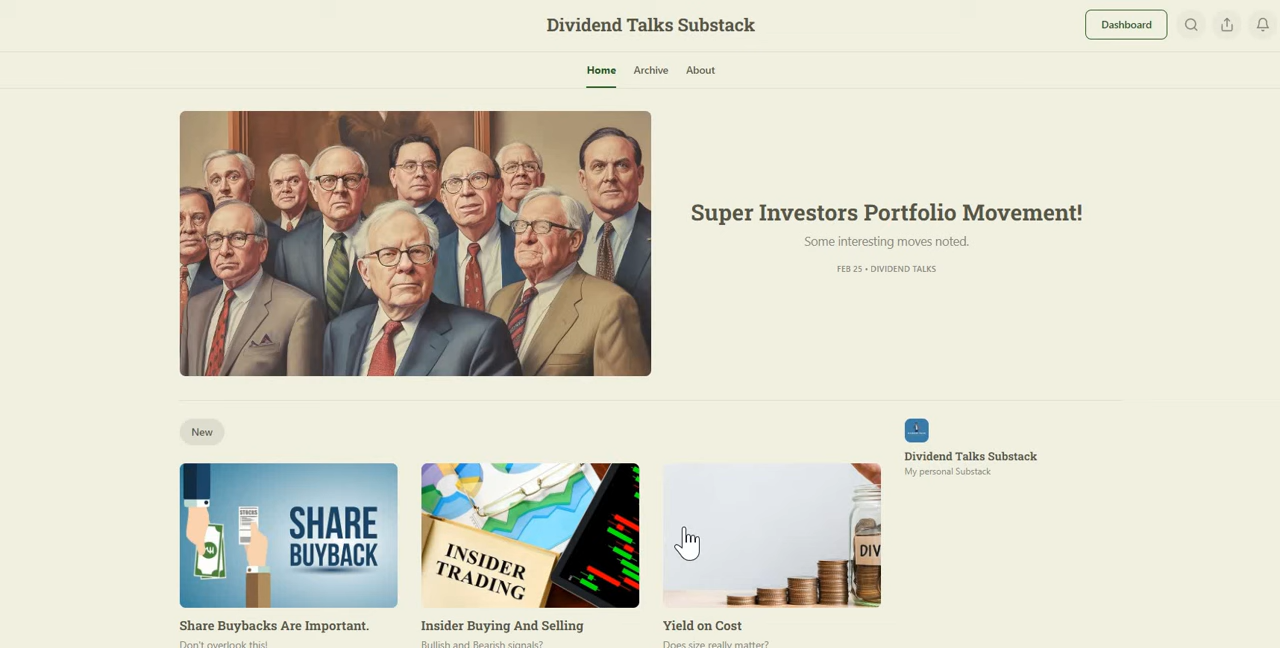 Dividend Talks Substack
Dashboard
Home
Archive
About
Super Investors Portfolio Movement!
Some interesting moves noted.
FEB 25 • DIVIDEND TALKS
New
Dividend Talks Substack
My personal Substack
STOCKS
SHARE
BUYBACK
INSIDER
TRADING
DIV
Share Buybacks Are Important.
Don't overlook this!
Insider Buying And Selling
Bullish and Bearish signals?
Yield on Cost
Does size really matter?